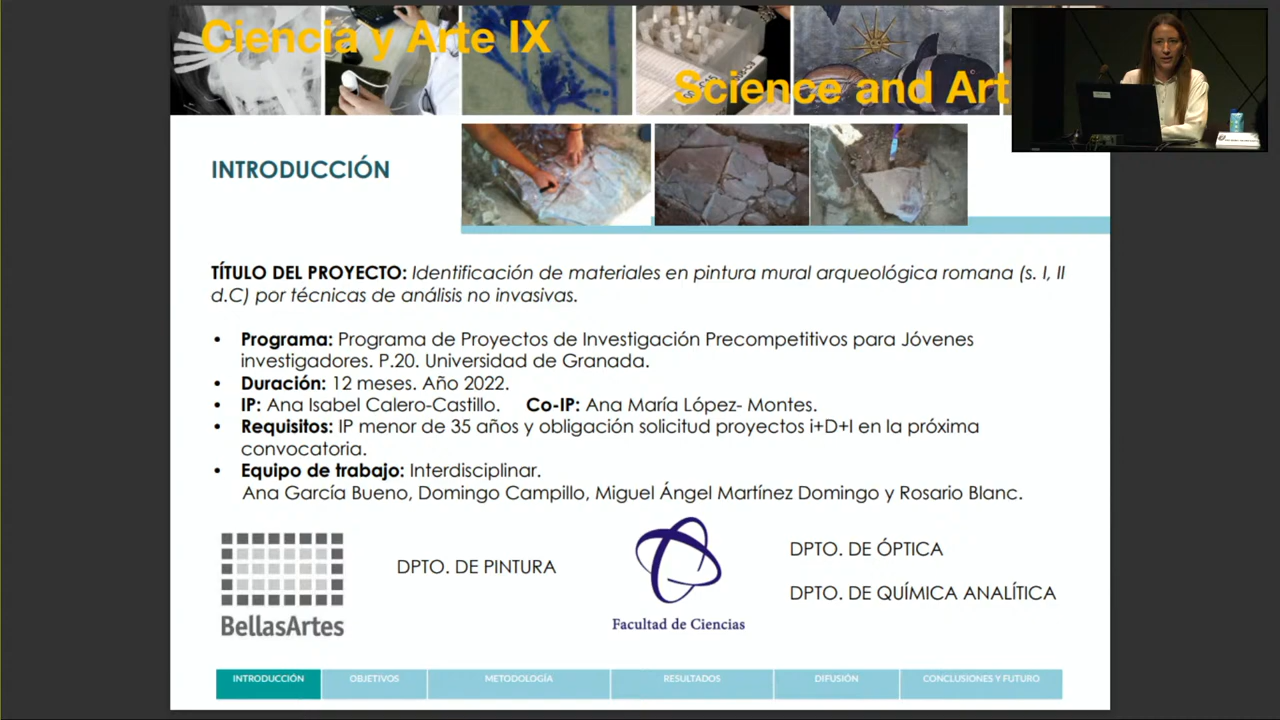 Ciencia y Arte IX
Science and Art
INTRODUCCIÓN
TÍTULO DEL PROYECTO: Identificación de materiales en pintura mural arqueológica romana (s. I, II
d.C) por técnicas de análisis no invasivas.
• Programa: Programa de Proyectos de Investigación Precompetitivos para Jóvenes
investigadores. P.20. Universidad de Granada.
• Duración: 12 meses. Año 2022.
• IP: Ana Isabel Calero-Castillo. Co-IP: Ana María López- Montes.
• Requisitos: IP menor de 35 años y obligación solicitud proyectos i+D+I en la próxima
convocatoria.
• Equipo de trabajo: Interdisciplinar.
Ana García Bueno, Domingo Campillo, Miguel Ángel Martínez Domingo y Rosario Blanc.
BellasArtes
DPTO. DE PINTURA
Facultad de Ciencias
DPTO. DE ÓPTICA
DPTO. DE QUÍMICA ANALÍTICA
INTRODUCCIÓN OBJETIVOS METODOLOGÍA RESULTADOS DIFUSIÓN CONCLUSIONES Y FUTURO